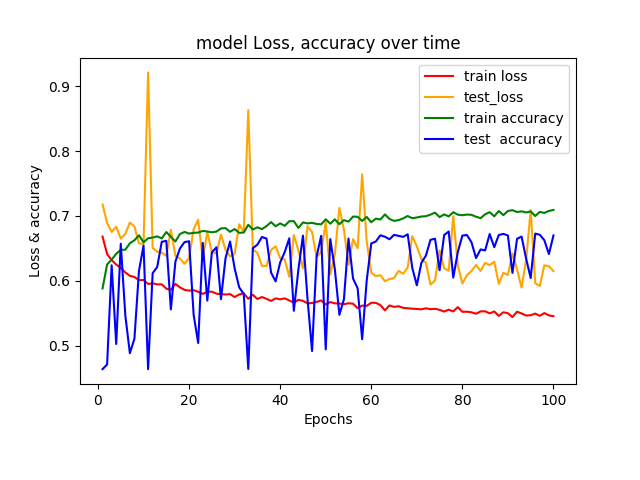 model Loss, accuracy over time
train loss
test_loss
train accuracy
test  accuracy
Loss & accuracy
0.9
0.8
0.7
0.6
0.5
0 20 40 60 80 100
Epochs